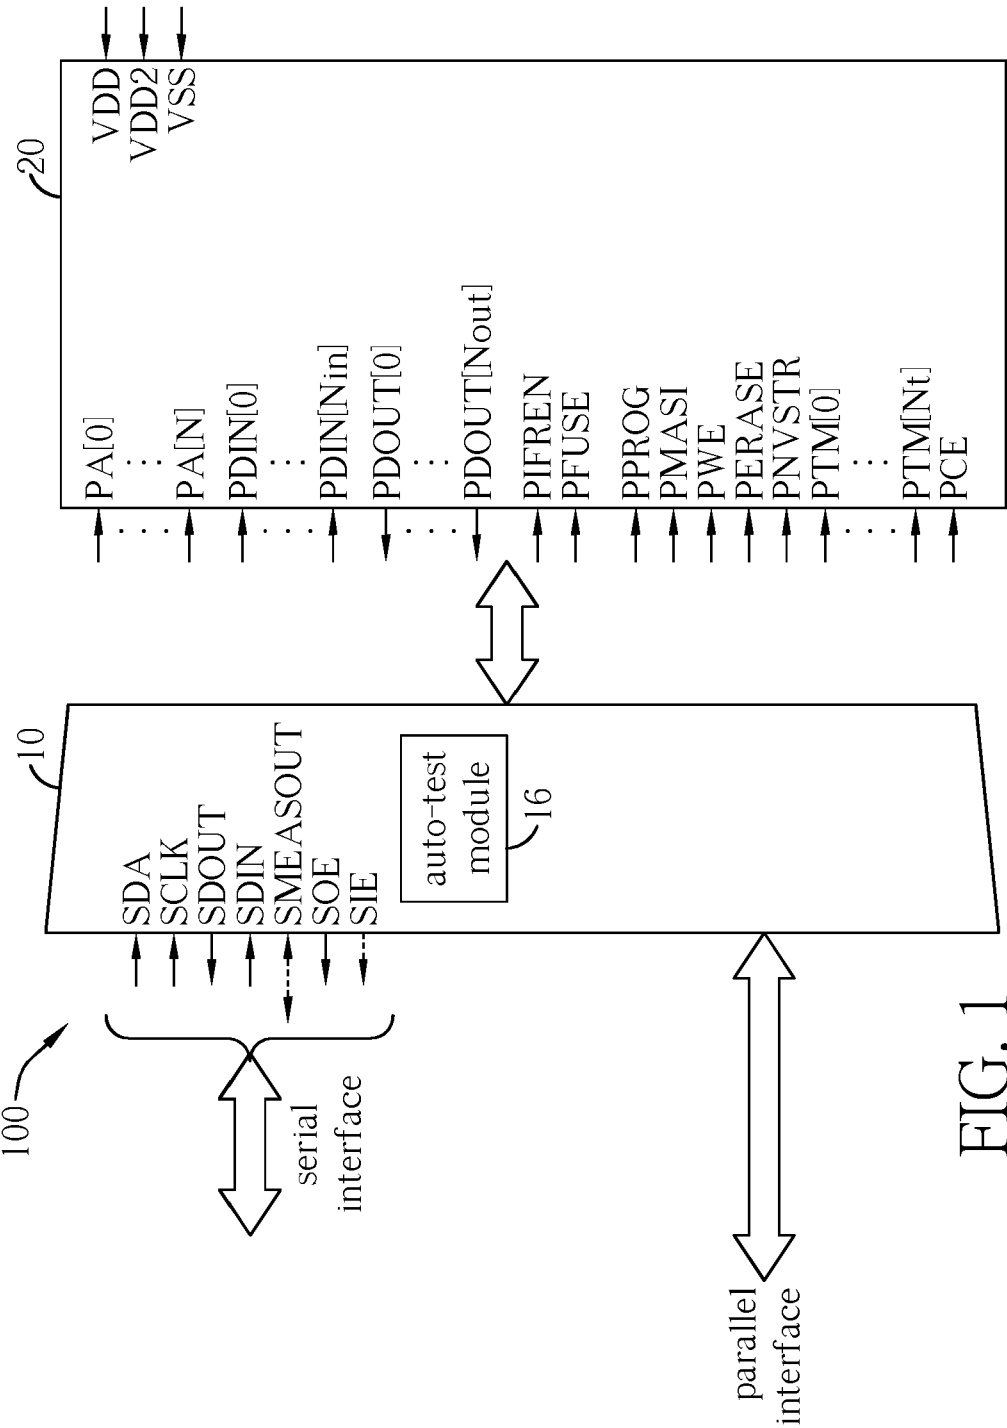 100
10
20
SDA
SCLK
SDOUT
SDIN
SMEASOUT
SOE
SIE
serial
interface
auto-test
module
16
parallel
interface
PA[0]
...
PA[N]
PDIN[0]
...
PDIN[Nin]
PDOUT[0]
...
PDOUT[Nout]
PIFREN
PFUSE
PPROG
PMASI
PWE
PERASE
PNVSTR
PTM[0]
...
PTM[Nt]
PCE
VDD
VDD2
VSS
FIG. 1